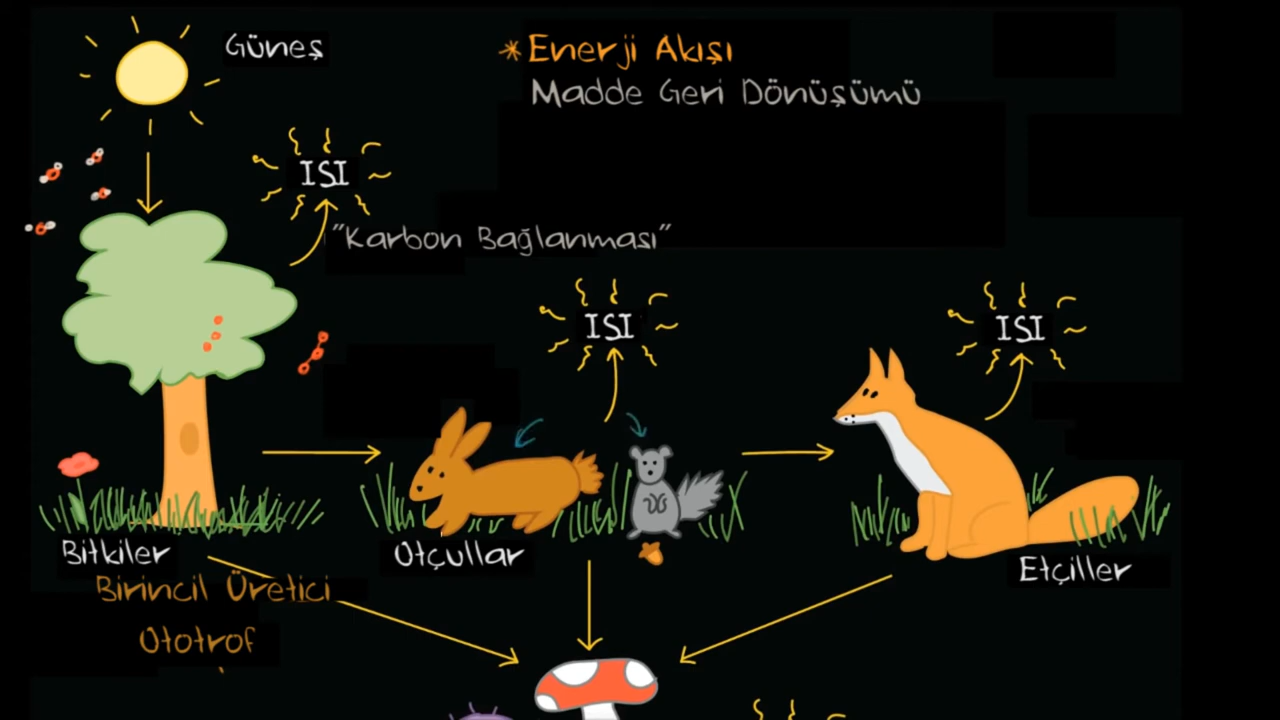 Güneş
*Enerji Akışı
Madde Geri Dönüşümü
ISI
"Karbon Bağlanması"
ISI
ISI
Bitkiler
Otçullar
Etçiller
Birincil Üretici
Ototrof